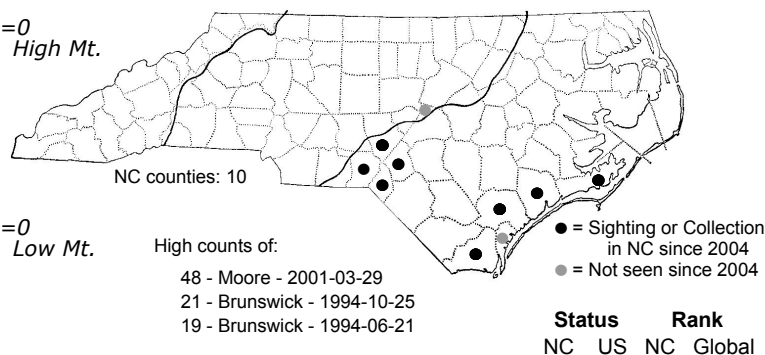 =0
High Mt.
NC counties: 10
=0
Low Mt.
High counts of:
48 - Moore - 2001-03-29
21 - Brunswick - 1994-10-25
19 - Brunswick - 1994-06-21
= Sighting or Collection
in NC since 2004
= Not seen since 2004
Status Rank
NC US NC Global